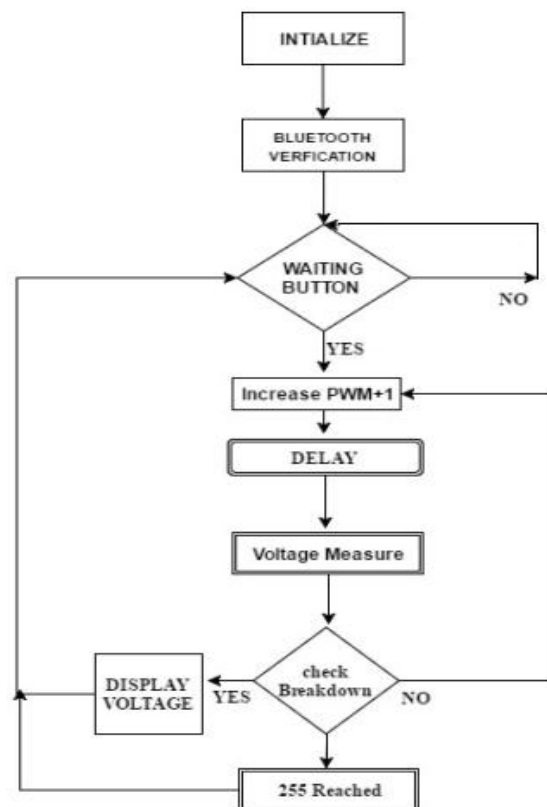 INTIALIZE
BLUETOOTH
VERFICATION
WAITING
BUTTON
NO
YES
Increase PWM+1
DELAY
Voltage Measure
check
Breakdown
YES
NO
DISPLAY
VOLTAGE
255 Reached